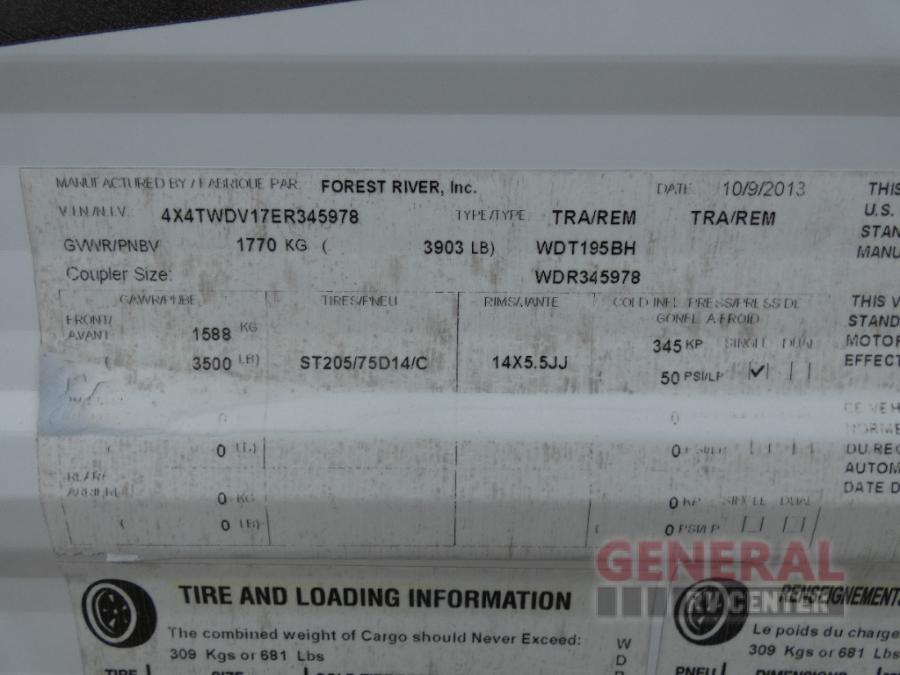 MANUFACTURED BY / FABRIQUE PAR: FOREST RIVER, Inc. DATE: 10/9/2013 THIS
V.I.N./N.I.V. 4X4TWDV17ER345978 TYPE/TYPE TRA/REM TRA/REM U.S.
STAN
GVWR/PNBV 1770 KG ( 3903 LB) WDT195BH MANU
Coupler Size: WDR345978
GAWR/PNBE TIRES/PNEU RIMS/JANTE COLD INFL PRESS/PRESS DE THIS V
FRONT/ GONFL A FROID STAND
AVANT 1588 KG 345 KP SINGLE DUAL MOTOR
( 3500 LB) ST205/75D14/C 14X5.5JJ 50 PSI/LP EFFECT
0 0 CE VEH
NORME
( 0 LB) 0 PSI/LP DU REG
REAR/ AUTOM
ARRIERE 0 KG 0 KP SINGLE DUAL DATE D
( 0 LB) 0 PSI/LP
GENERAL
RV CENTER
TIRE AND LOADING INFORMATION RENSEIGNEMENTS
The combined weight of Cargo should Never Exceed: Le poids du charge
309 Kgs or 681 Lbs W 309 Kgs or 681 Lbs
D
TIRE SIZE PNEU DIMENSIONS